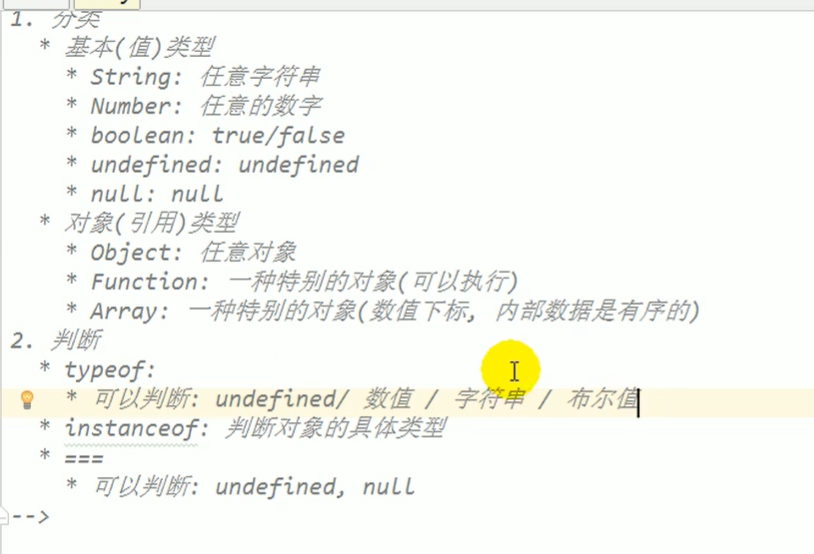 1. 分类
* 基本(值)类型
* String: 任意字符串
* Number: 任意的数字
* boolean: true/false
* undefined: undefined
* null: null
* 对象(引用)类型
* Object: 任意对象
* Function: 一种特别的对象(可以执行)
* Array: 一种特别的对象(数值下标, 内部数据是有序的)
2. 判断
* typeof:
* 可以判断: undefined/ 数值 / 字符串 / 布尔值
* instanceof: 判断对象的具体类型
* ===
* 可以判断: undefined, null
-->